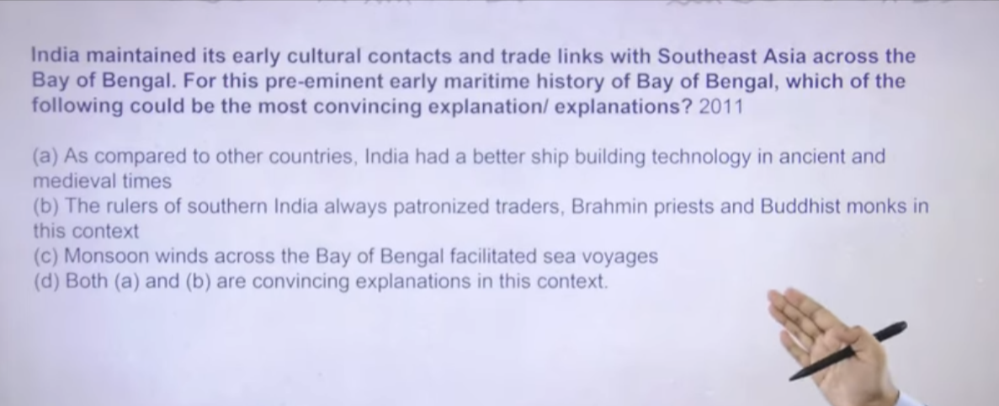 India maintained its early cultural contacts and trade links with Southeast Asia across the
Bay of Bengal. For this pre-eminent early maritime history of Bay of Bengal, which of the
following could be the most convincing explanation/ explanations? 2011
(a) As compared to other countries, India had a better ship building technology in ancient and
medieval times
(b) The rulers of southern India always patronized traders, Brahmin priests and Buddhist monks in
this context
(c) Monsoon winds across the Bay of Bengal facilitated sea voyages
(d) Both (a) and (b) are convincing explanations in this context.